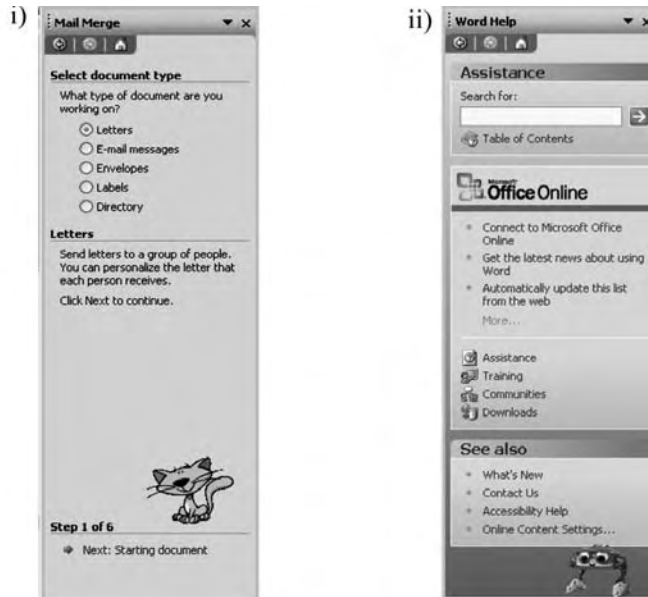 i)
Mail Merge
Select document type
What type of document are you
working on?
Letters
E-mail messages
Envelopes
Labels
Directory
Letters
Send letters to a group of people.
You can personalize the letter that
each person receives.
Click Next to continue.
Step 1 of 6
Next: Starting document
ii)
Word Help
Assistance
Search for:
Table of Contents
Microsoft
Office Online
Connect to Microsoft Office
Online
Get the latest news about using
Word
Automatically update this list
from the web
More...
Assistance
Training
Communities
Downloads
See also
What's New
Contact Us
Accessibility Help
Online Content Settings...